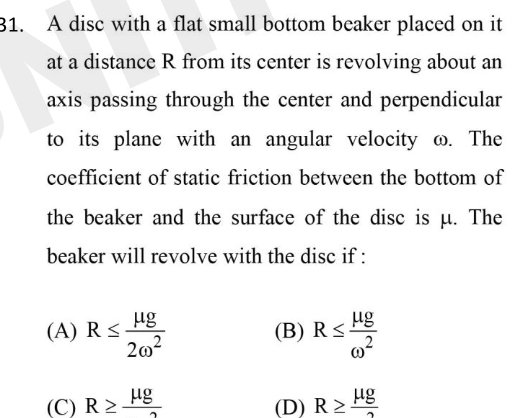 31. A disc with a flat small bottom beaker placed on it
at a distance R from its center is revolving about an
axis passing through the center and perpendicular
to its plane with an angular velocity ω. The
coefficient of static friction between the bottom of
the beaker and the surface of the disc is μ. The
beaker will revolve with the disc if :
(A) R ≤ μg/2ω² (B) R ≤ μg/ω²
(C) R ≥ μg (D) R ≥ μg